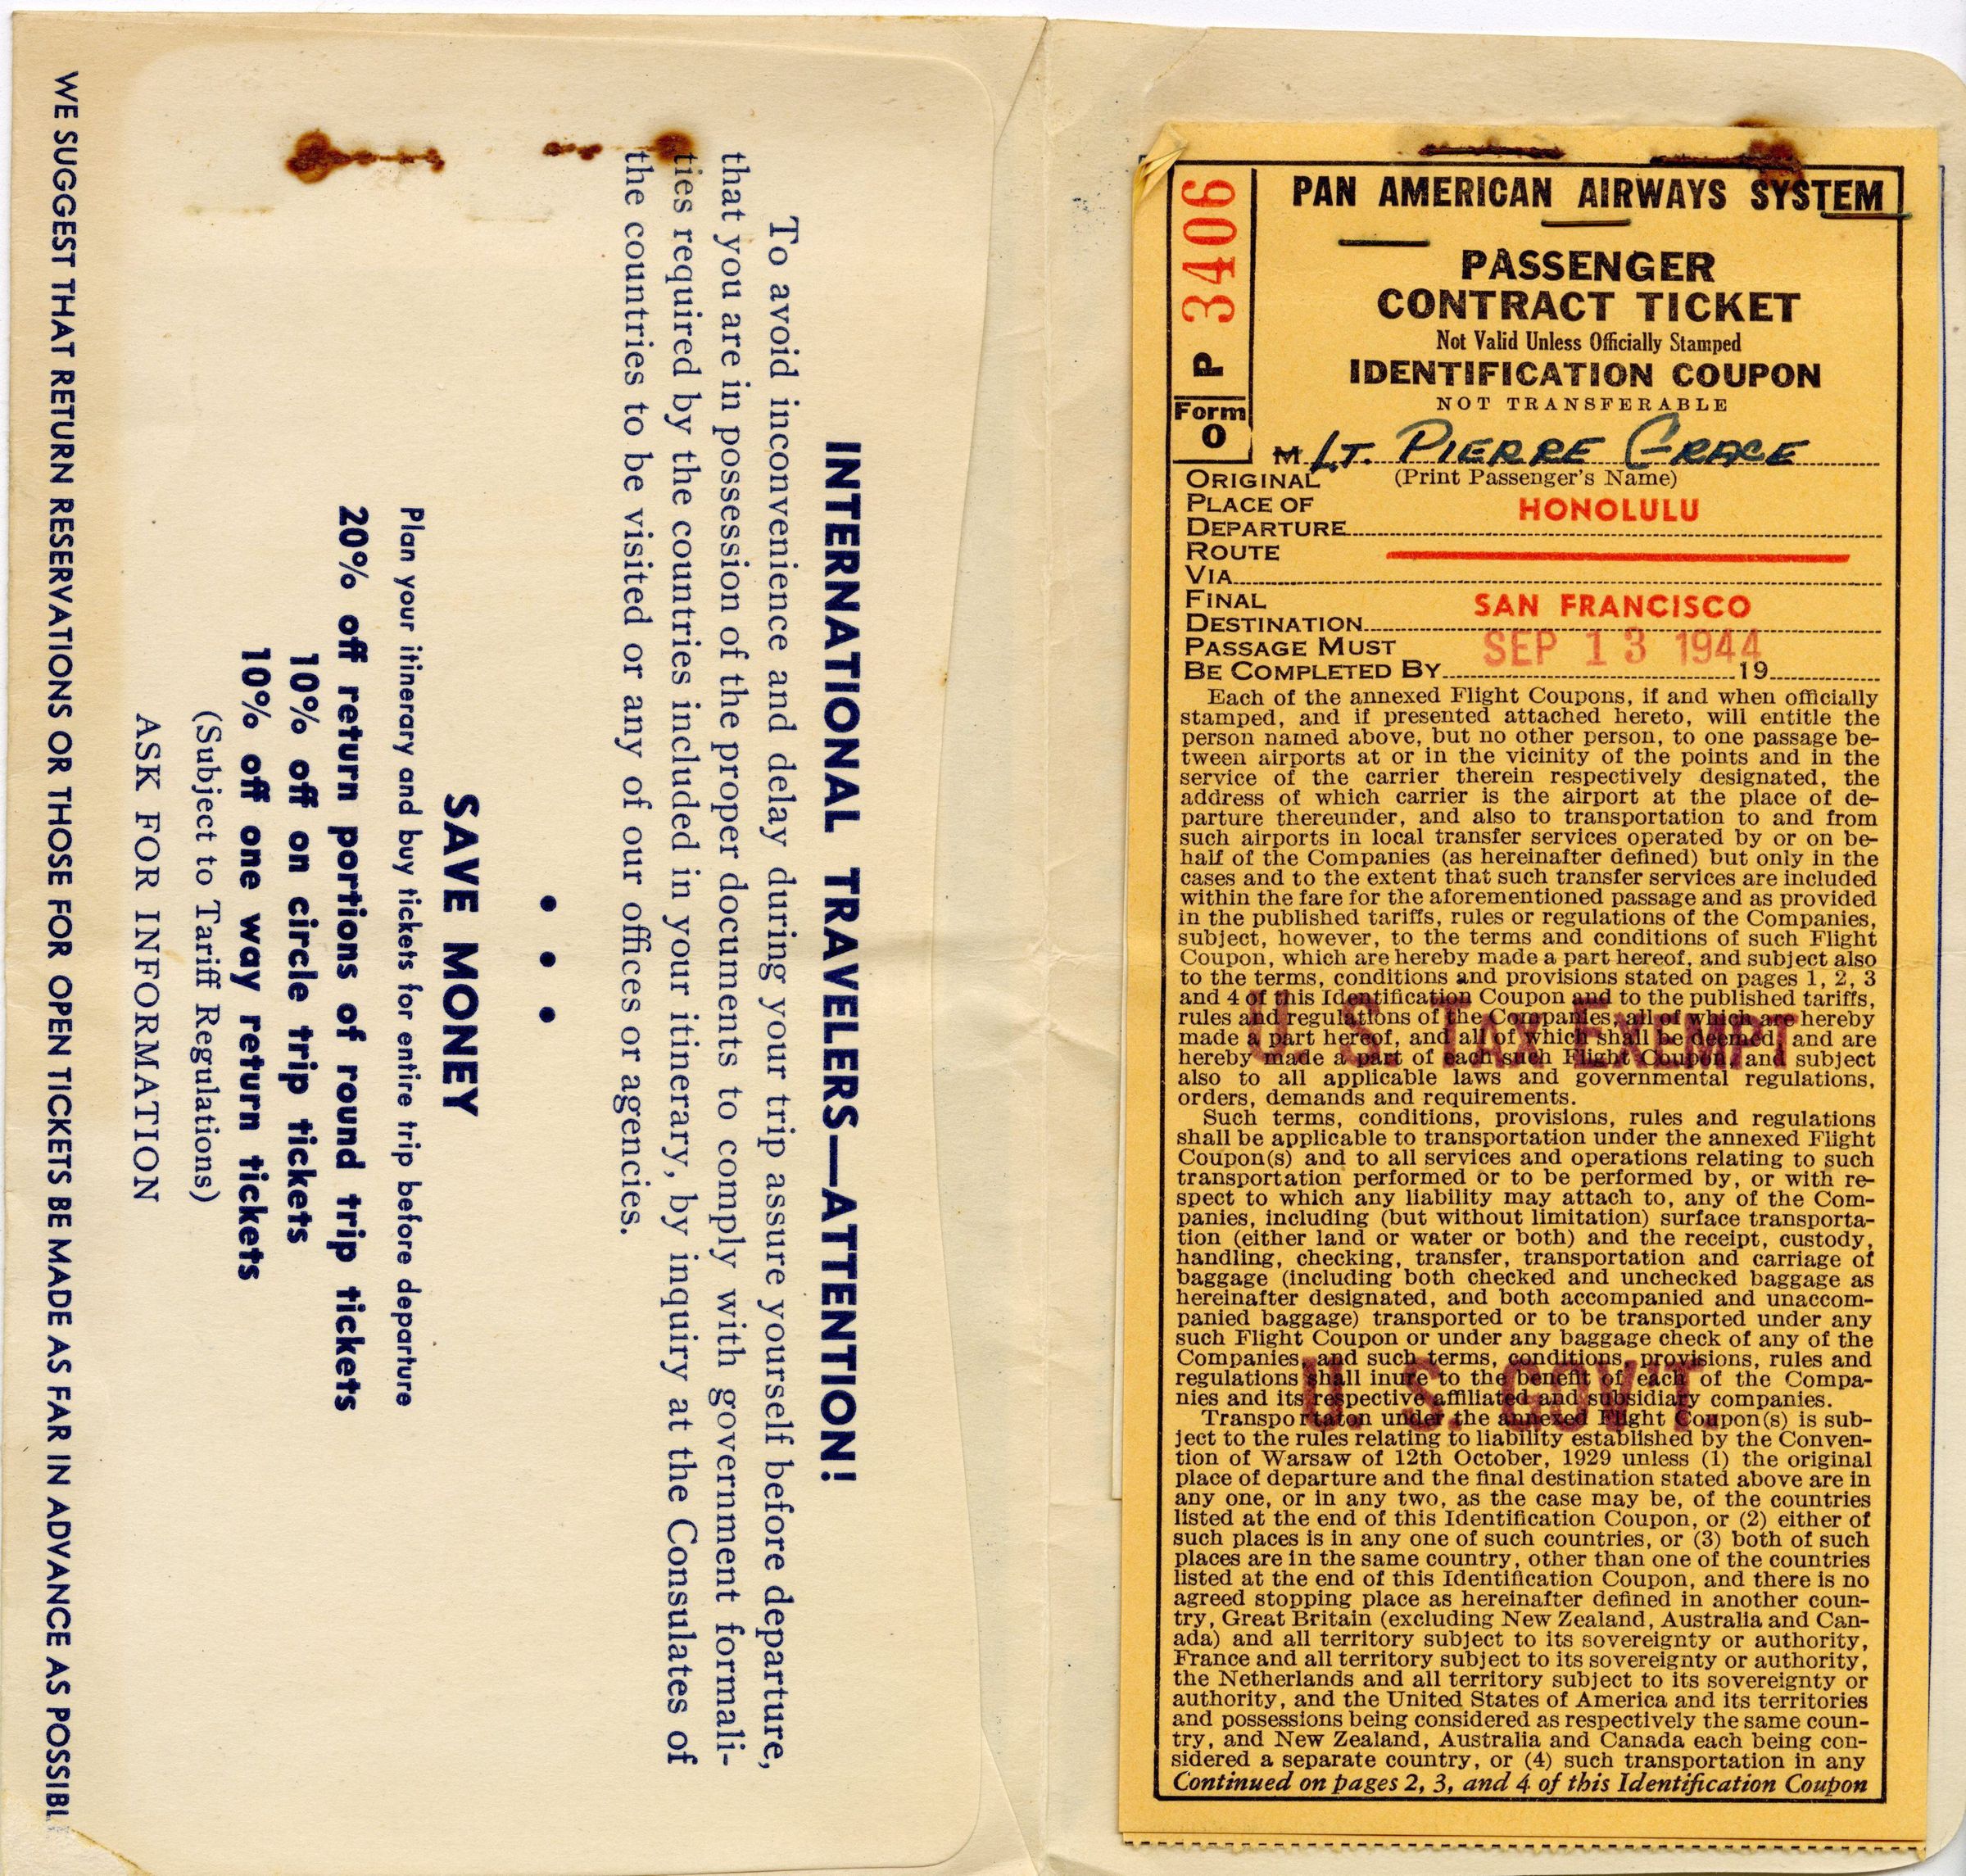 INTERNATIONAL TRAVELERS—ATTENTION!
To avoid inconvenience and delay during your trip assure yourself before departure,
that you are in possession of the proper documents to comply with government formali-
ties required by the countries included in your itinerary, by inquiry at the Consulates of
the countries to be visited or any of our offices or agencies.
• • •
SAVE MONEY
Plan your itinerary and buy tickets for entire trip before departure
20% off return portions of round trip tickets
10% off on circle trip tickets
10% off one way return tickets
(Subject to Tariff Regulations)
ASK FOR INFORMATION
WE SUGGEST THAT RETURN RESERVATIONS OR THOSE FOR OPEN TICKETS BE MADE AS FAR IN ADVANCE AS POSSIBL
P 3406
Form
O
PAN AMERICAN AIRWAYS SYSTEM
PASSENGER
CONTRACT TICKET
Not Valid Unless Officially Stamped
IDENTIFICATION COUPON
NOT TRANSFERABLE
M LT. PIERRE GRACE
(Print Passenger's Name)
ORIGINAL
PLACE OF
DEPARTURE HONOLULU
ROUTE
VIA
FINAL
DESTINATION SAN FRANCISCO
PASSAGE MUST
BE COMPLETED BY SEP 13 1944 19
Each of the annexed Flight Coupons, if and when officially
stamped, and if presented attached hereto, will entitle the
person named above, but no other person, to one passage be-
tween airports at or in the vicinity of the points and in the
service of the carrier therein respectively designated, the
address of which carrier is the airport at the place of de-
parture thereunder, and also to transportation to and from
such airports in local transfer services operated by or on be-
half of the Companies (as hereinafter defined) but only in the
cases and to the extent that such transfer services are included
within the fare for the aforementioned passage and as provided
in the published tariffs, rules or regulations of the Companies,
subject, however, to the terms and conditions of such Flight
Coupon, which are hereby made a part hereof, and subject also
to the terms, conditions and provisions stated on pages 1, 2, 3
and 4 of this Identification Coupon and to the published tariffs,
rules and regulations of the Companies, all of which are hereby
made a part hereof, and all of which shall be deemed, and are
hereby made a part of each such Flight Coupon, and subject
also to all applicable laws and governmental regulations,
orders, demands and requirements.
U. S. TAX EXEMPT
Such terms, conditions, provisions, rules and regulations
shall be applicable to transportation under the annexed Flight
Coupon(s) and to all services and operations relating to such
transportation performed or to be performed by, or with re-
spect to which any liability may attach to, any of the Com-
panies, including (but without limitation) surface transporta-
tion (either land or water or both) and the receipt, custody,
handling, checking, transfer, transportation and carriage of
baggage (including both checked and unchecked baggage as
hereinafter designated, and both accompanied and unaccom-
panied baggage) transported or to be transported under any
such Flight Coupon or under any baggage check of any of the
Companies, and such terms, conditions, provisions, rules and
regulations shall inure to the benefit of each of the Compa-
nies and its respective affiliated and subsidiary companies.
U. S. GOV'T.
Transportaton under the annexed Flight Coupon(s) is sub-
ject to the rules relating to liability established by the Conven-
tion of Warsaw of 12th October, 1929 unless (1) the original
place of departure and the final destination stated above are in
any one, or in any two, as the case may be, of the countries
listed at the end of this Identification Coupon, or (2) either of
such places is in any one of such countries, or (3) both of such
places are in the same country, other than one of the countries
listed at the end of this Identification Coupon, and there is no
agreed stopping place as hereinafter defined in another coun-
try, Great Britain (excluding New Zealand, Australia and Can-
ada) and all territory subject to its sovereignty or authority,
France and all territory subject to its sovereignty or authority,
the Netherlands and all territory subject to its sovereignty or
authority, and the United States of America and its territories
and possessions being considered as respectively the same coun-
try, and New Zealand, Australia and Canada each being con-
sidered a separate country, or (4) such transportation in any
Continued on pages 2, 3, and 4 of this Identification Coupon